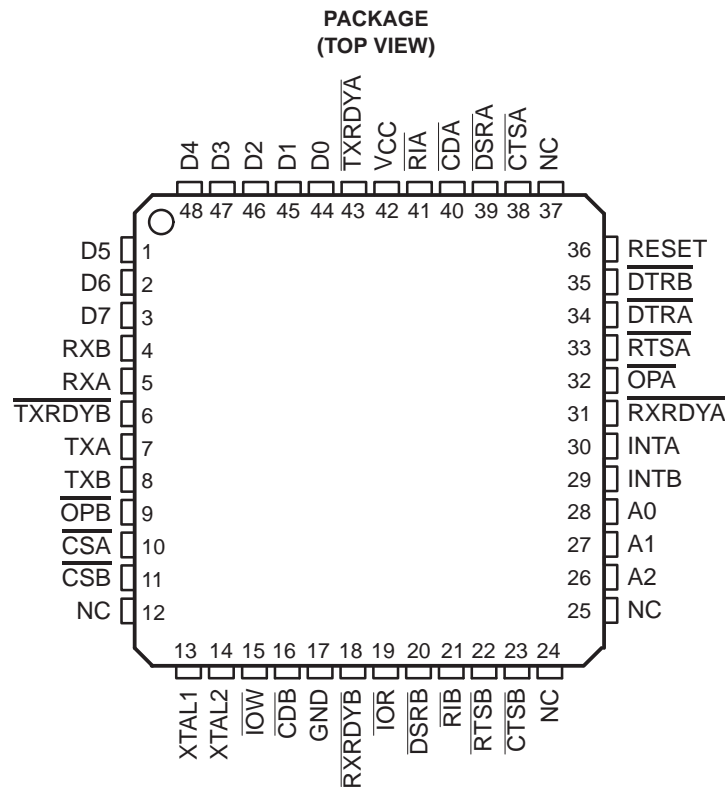 PACKAGE
(TOP VIEW)
D4 D3 D2 D1 D0 TXRDYA VCC RIA CDA DSRA CTSA NC
48 47 46 45 44 43 42 41 40 39 38 37
D5 1
D6 2
D7 3
RXB 4
RXA 5
TXRDYB 6
TXA 7
TXB 8
OPB 9
CSA 10
CSB 11
NC 12
36 RESET
35 DTRB
34 DTRA
33 RTSA
32 OPA
31 RXRDYA
30 INTA
29 INTB
28 A0
27 A1
26 A2
25 NC
13 14 15 16 17 18 19 20 21 22 23 24
XTAL1 XTAL2 IOW CDB GND RXRDYB IOR DSRB RIB RTSB CTSB NC